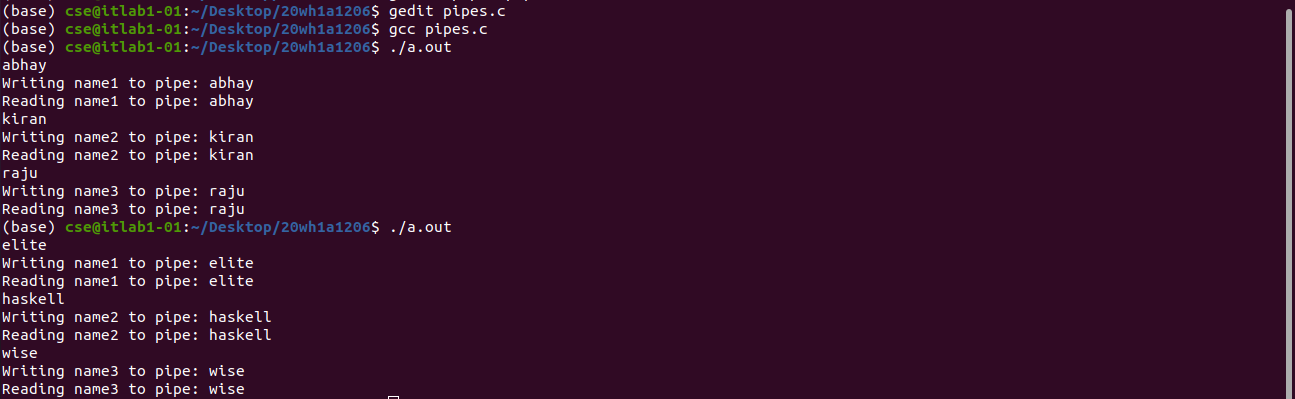 (base) cse@itlab1-01:~/Desktop/20wh1a1206$ gedit pipes.c
(base) cse@itlab1-01:~/Desktop/20wh1a1206$ gcc pipes.c
(base) cse@itlab1-01:~/Desktop/20wh1a1206$ ./a.out
abhay
Writing name1 to pipe: abhay
Reading name1 to pipe: abhay
kiran
Writing name2 to pipe: kiran
Reading name2 to pipe: kiran
raju
Writing name3 to pipe: raju
Reading name3 to pipe: raju
(base) cse@itlab1-01:~/Desktop/20wh1a1206$ ./a.out
elite
Writing name1 to pipe: elite
Reading name1 to pipe: elite
haskell
Writing name2 to pipe: haskell
Reading name2 to pipe: haskell
wise
Writing name3 to pipe: wise
Reading name3 to pipe: wise